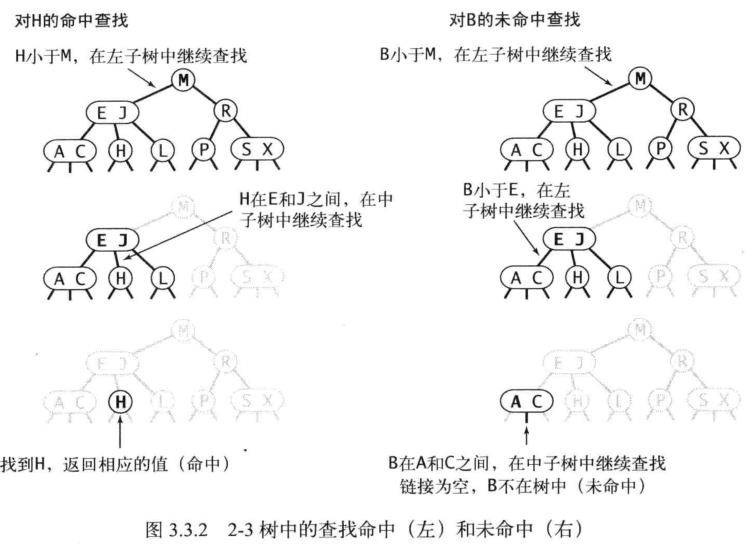 对H的命中查找
H小于M，在左子树中继续查找
M
E J
R
A C H L P S X
H在E和J之间，在中
子树中继续查找
M
E J
R
A C H L P S X
M
E J
R
A C H L P S X
找到H，返回相应的值（命中）
对B的未命中查找
B小于M，在左子树中继续查找
M
E J
R
A C H L P S X
B小于E，在左
子树中继续查找
M
E J
R
A C H L P S X
M
E J
R
A C H L P S X
B在A和C之间，在中子树中继续查找
链接为空，B不在树中（未命中）
图 3.3.2 2-3 树中的查找命中（左）和未命中（右）